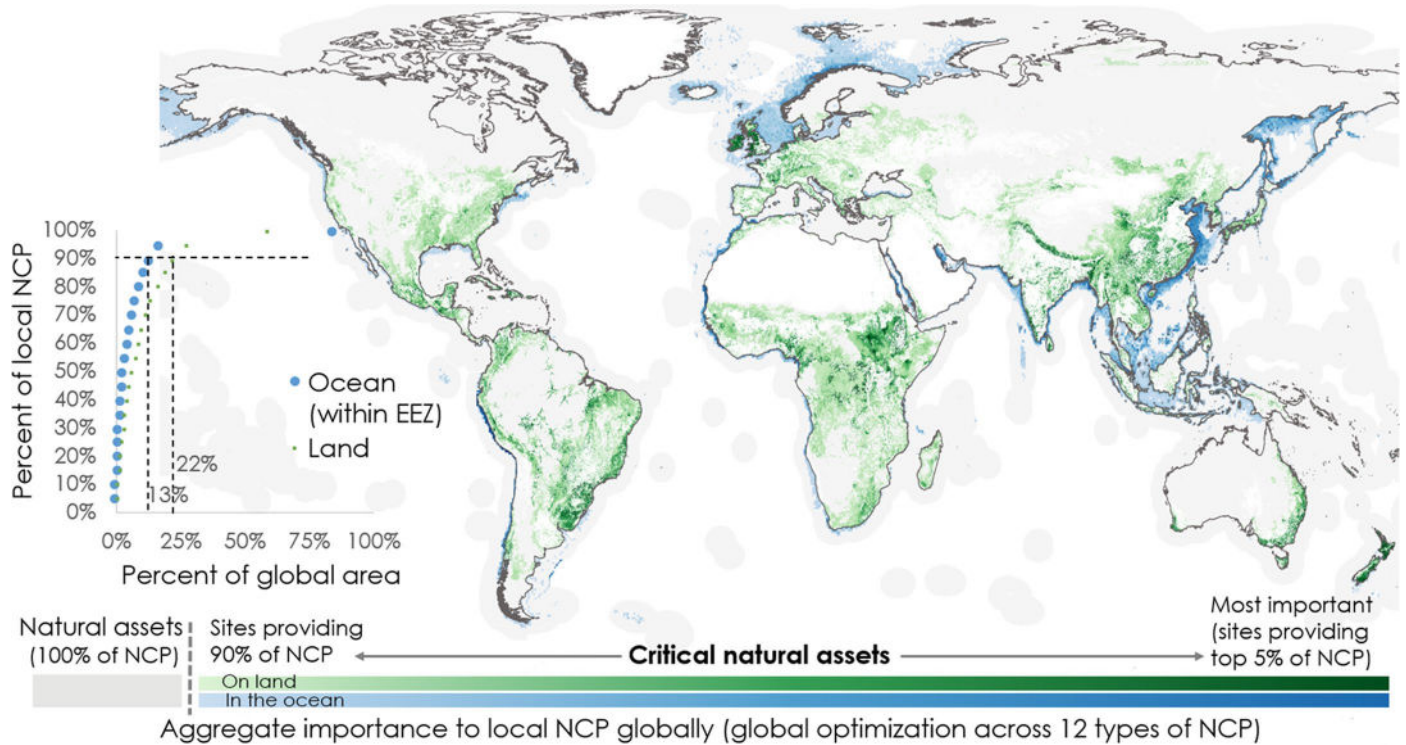 Percent of local NCP
100%
90%
80%
70%
60%
50%
40%
30%
20%
10%
0%
Ocean
(within EEZ)
Land
22%
13%
0% 25% 50% 75% 100%
Percent of global area
Natural assets
(100% of NCP)
Sites providing
90% of NCP
Critical natural assets
Most important
(sites providing
top 5% of NCP)
On land
In the ocean
Aggregate importance to local NCP globally (global optimization across 12 types of NCP)